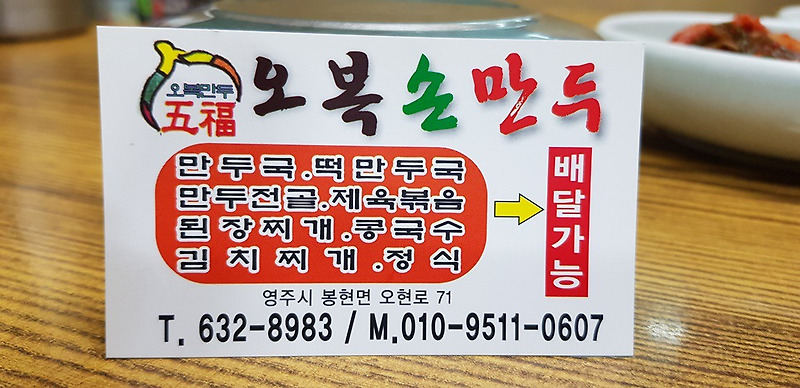 오복만두
五福
오복손만두
만두국.떡만두국
만두전골.제육볶음
된장찌개.콩국수
김치찌개.정식
배달가능
영주시 봉현면 오현로 71
T. 632-8983 / M.010-9511-0607